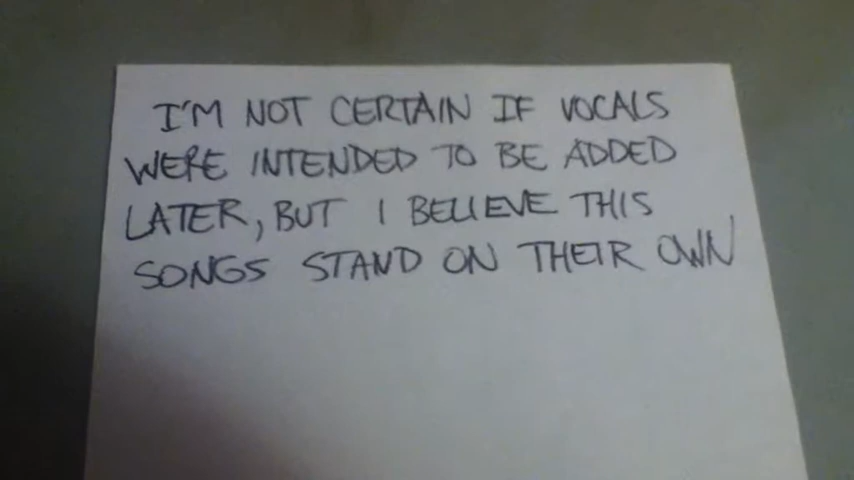 I'M NOT CERTAIN IF VOCALS
WERE INTENDED TO BE ADDED
LATER, BUT I BELIEVE THIS
SONGS STAND ON THEIR OWN